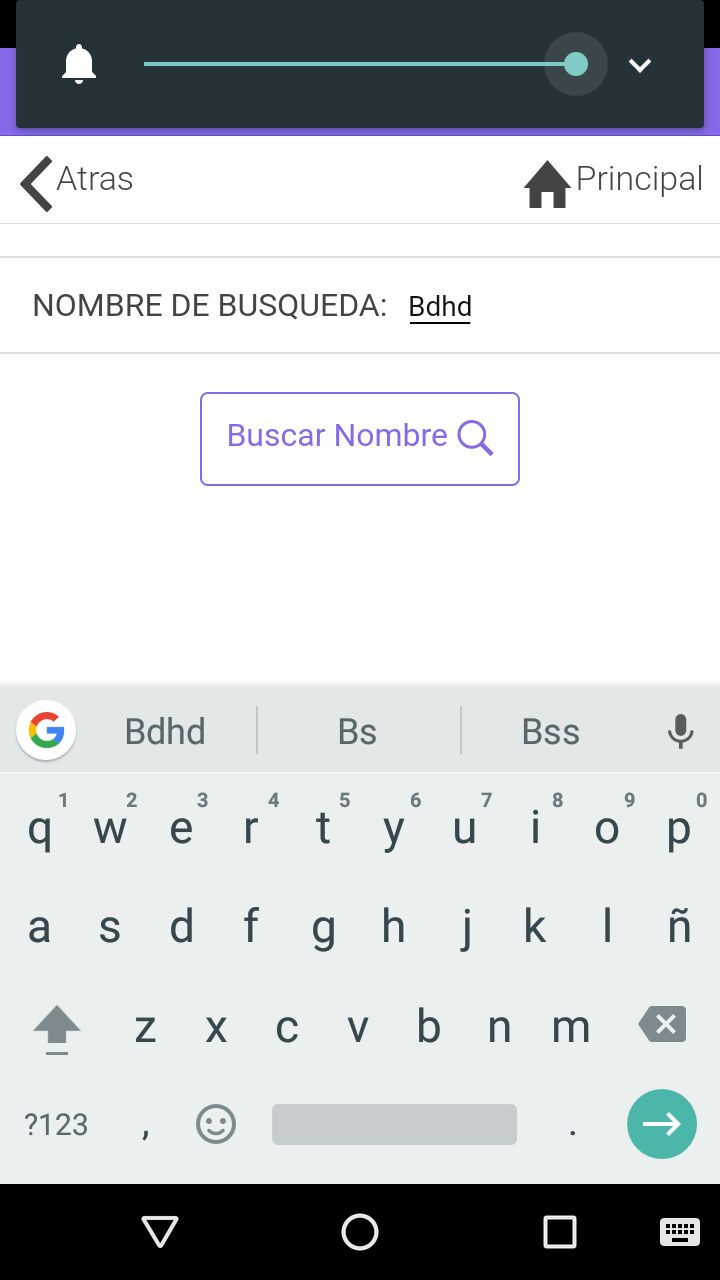 Atras Principal
NOMBRE DE BUSQUEDA: Bdhd
Buscar Nombre
Bdhd Bs Bss
1 2 3 4 5 6 7 8 9 0
q w e r t y u i o p
a s d f g h j k l ñ
z x c v b n m
?123 , .